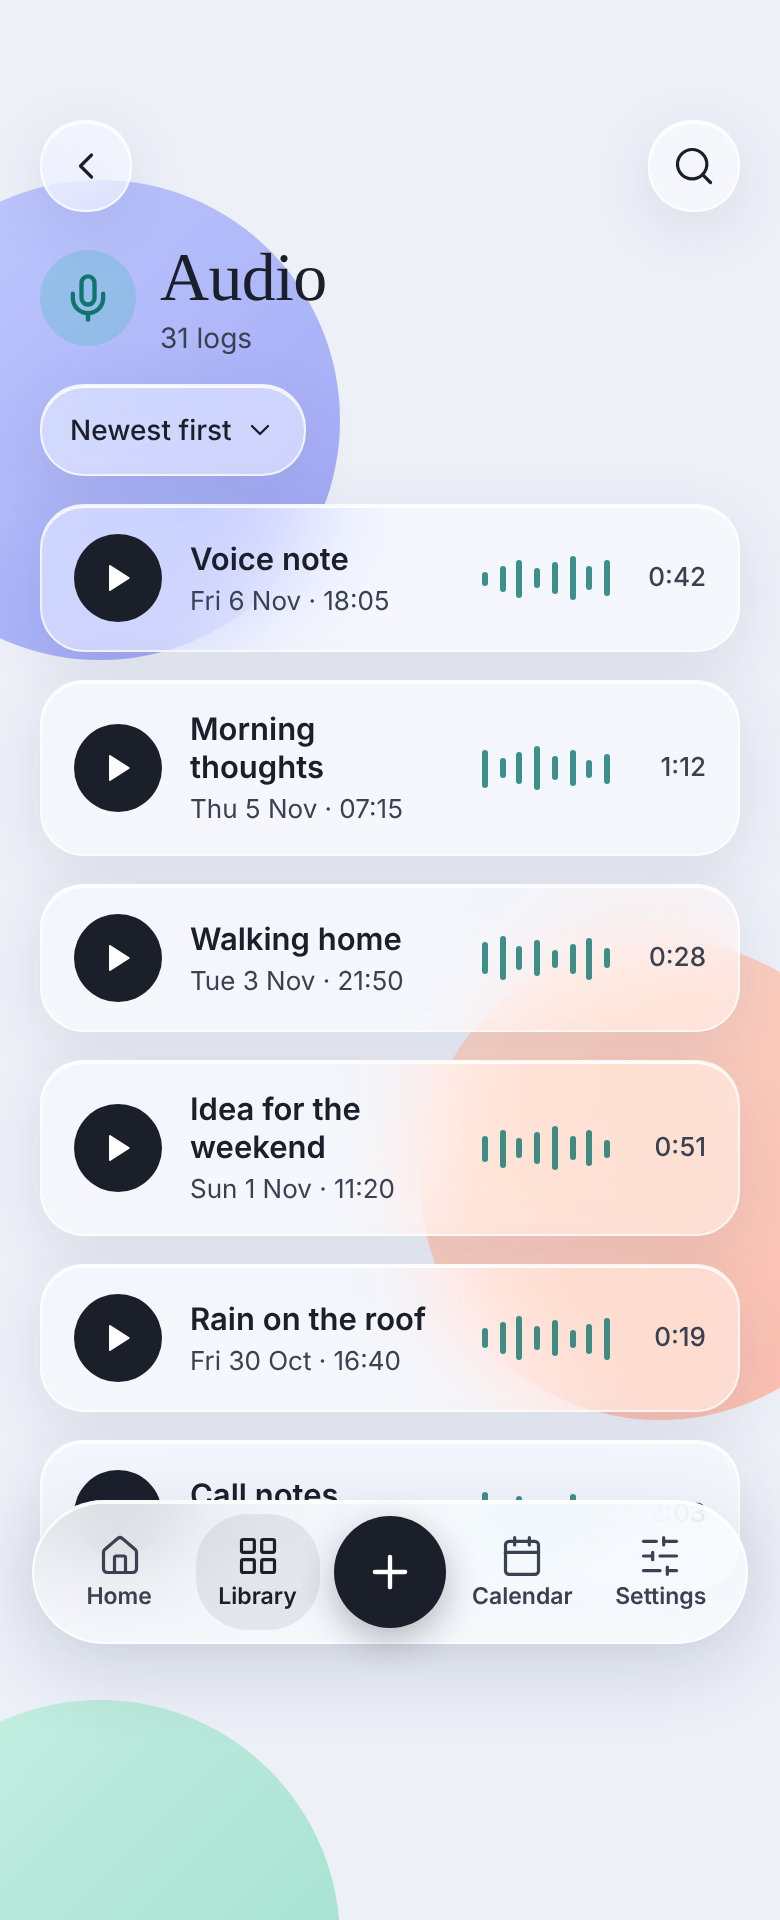 Audio
31 logs
Newest first
Voice note
Fri 6 Nov · 18:05
0:42
Morning
thoughts
Thu 5 Nov · 07:15
1:12
Walking home
Tue 3 Nov · 21:50
0:28
Idea for the
weekend
Sun 1 Nov · 11:20
0:51
Rain on the roof
Fri 30 Oct · 16:40
0:19
Call notes
2:03
Home
Library
Calendar
Settings